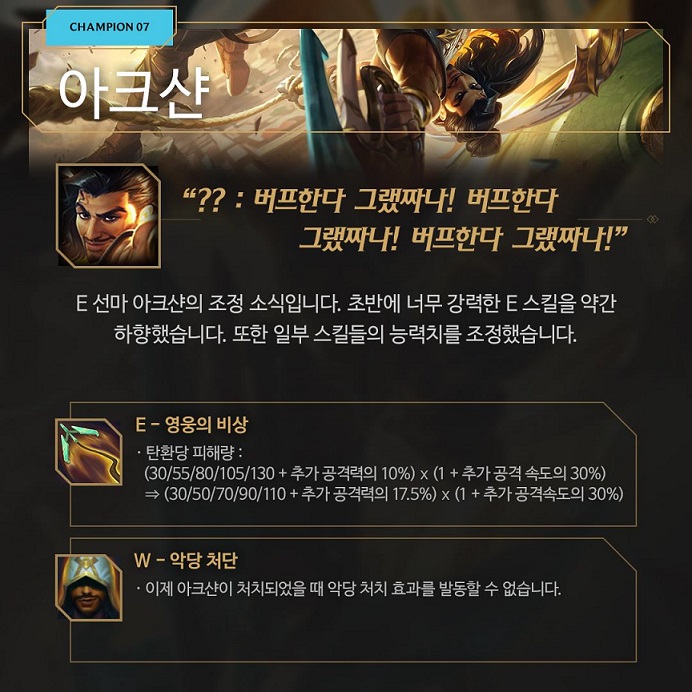 CHAMPION 07
아크샨
“?? : 버프한다 그랬짜나! 버프한다
그랬짜나! 버프한다 그랬짜나!”
E 선마 아크샨의 조정 소식입니다. 초반에 너무 강력한 E 스킬을 약간
하향했습니다. 또한 일부 스킬들의 능력치를 조정했습니다.
E – 영웅의 비상
· 탄환당 피해량 :
(30/55/80/105/130 + 추가 공격력의 10%) x (1 + 추가 공격 속도의 30%)
⇒ (30/50/70/90/110 + 추가 공격력의 17.5%) x (1 + 추가 공격속도의 30%)
W – 악당 처단
· 이제 아크샨이 처치되었을 때 악당 처치 효과를 발동할 수 없습니다.